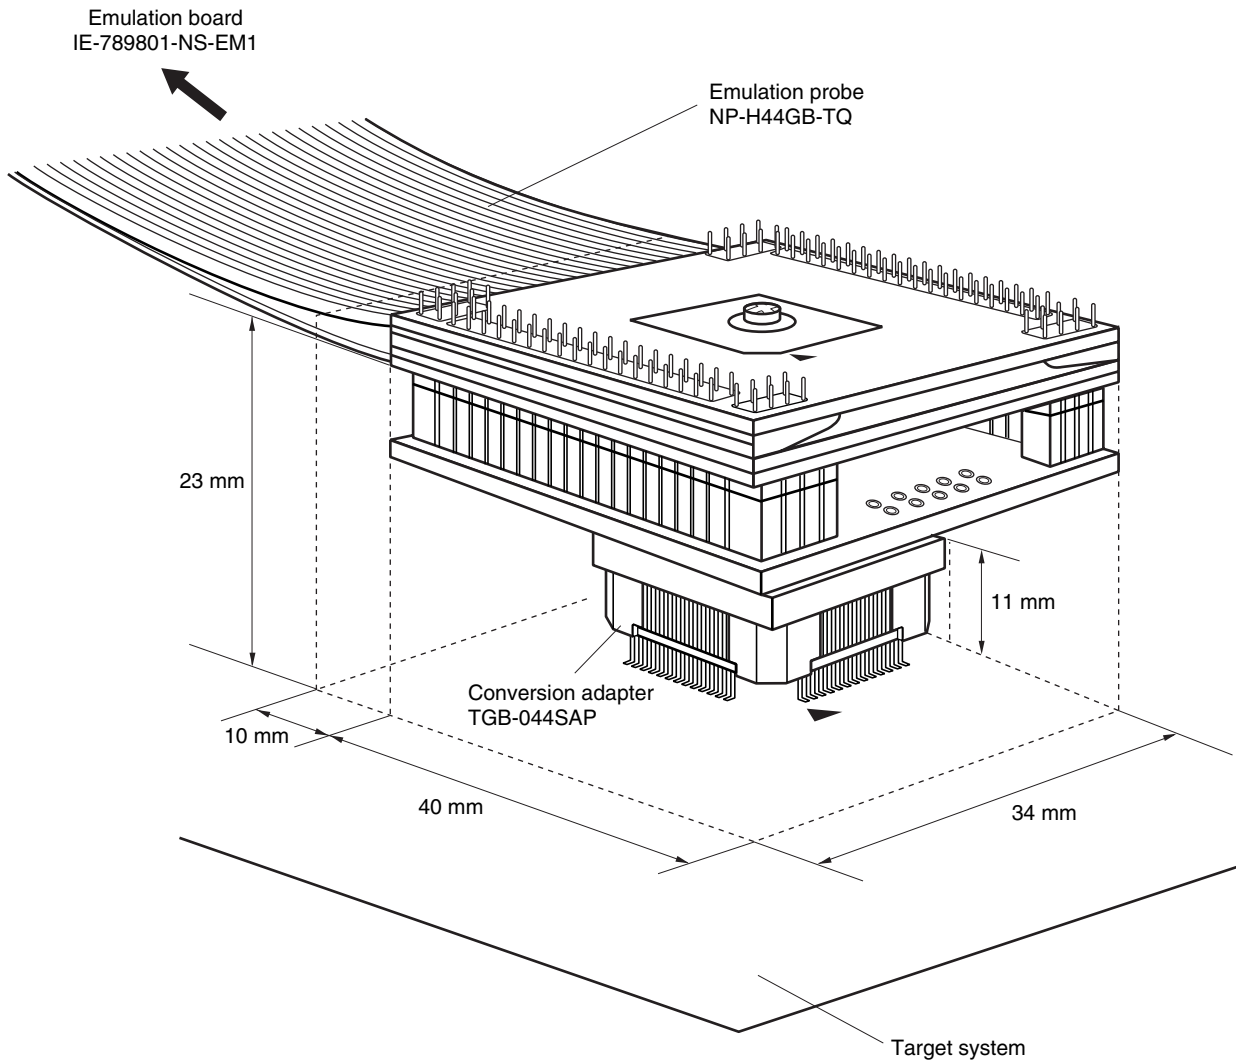 Emulation board
IE-789801-NS-EM1
Emulation probe
NP-H44GB-TQ
23 mm
11 mm
Conversion adapter
TGB-044SAP
10 mm
40 mm
34 mm
Target system